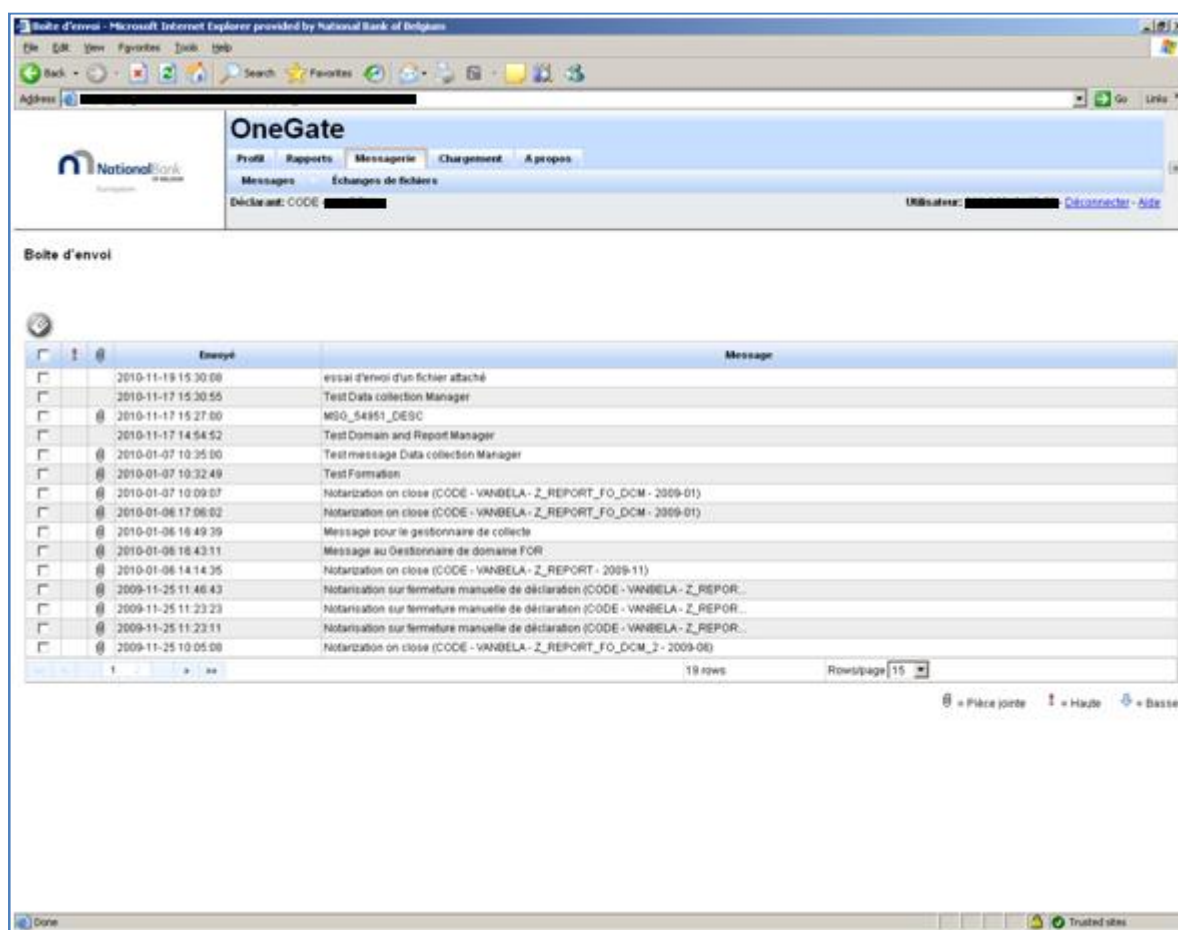 Boîte d'envoi - Microsoft Internet Explorer provided by National Bank of Belgium
File Edit View Favorites Tools Help
Back Search Favorites
Address Go Links
OneGate
NationalBank
OF BELGIUM
Profil Rapports Messagerie Chargement A propos
Messages Échanges de fichiers
Déclarant: CODE - Utilisateur: - Déconnecter - Aide
Boîte d'envoi
Envoyé Message
2010-11-19 15:30:08 essai d'envoi d'un fichier attaché
2010-11-17 15:30:55 Test Data collection Manager
2010-11-17 15:27:00 MSG_54951_DESC
2010-11-17 14:54:52 Test Domain and Report Manager
2010-01-07 10:35:00 Test message Data collection Manager
2010-01-07 10:32:49 Test Formation
2010-01-07 10:09:07 Notarization on close (CODE - VANBELA - Z_REPORT_FO_DCM - 2009-01)
2010-01-06 17:06:02 Notarization on close (CODE - VANBELA - Z_REPORT_FO_DCM - 2009-01)
2010-01-06 16:49:39 Message pour le gestionnaire de collecte
2010-01-06 16:43:11 Message au Gestionnaire de domaine FOR
2010-01-06 14:14:35 Notarization on close (CODE - VANBELA - Z_REPORT - 2009-11)
2009-11-25 11:46:43 Notarisation sur fermeture manuelle de déclaration (CODE - VANBELA - Z_REPOR...
2009-11-25 11:23:23 Notarisation sur fermeture manuelle de déclaration (CODE - VANBELA - Z_REPOR...
2009-11-25 11:23:11 Notarisation sur fermeture manuelle de déclaration (CODE - VANBELA - Z_REPOR...
2009-11-25 10:05:08 Notarization on close (CODE - VANBELA - Z_REPORT_FO_DCM_2 - 2009-08)
1 2 19 rows Rows/page 15
= Pièce jointe = Haute = Basse
Done Trusted sites